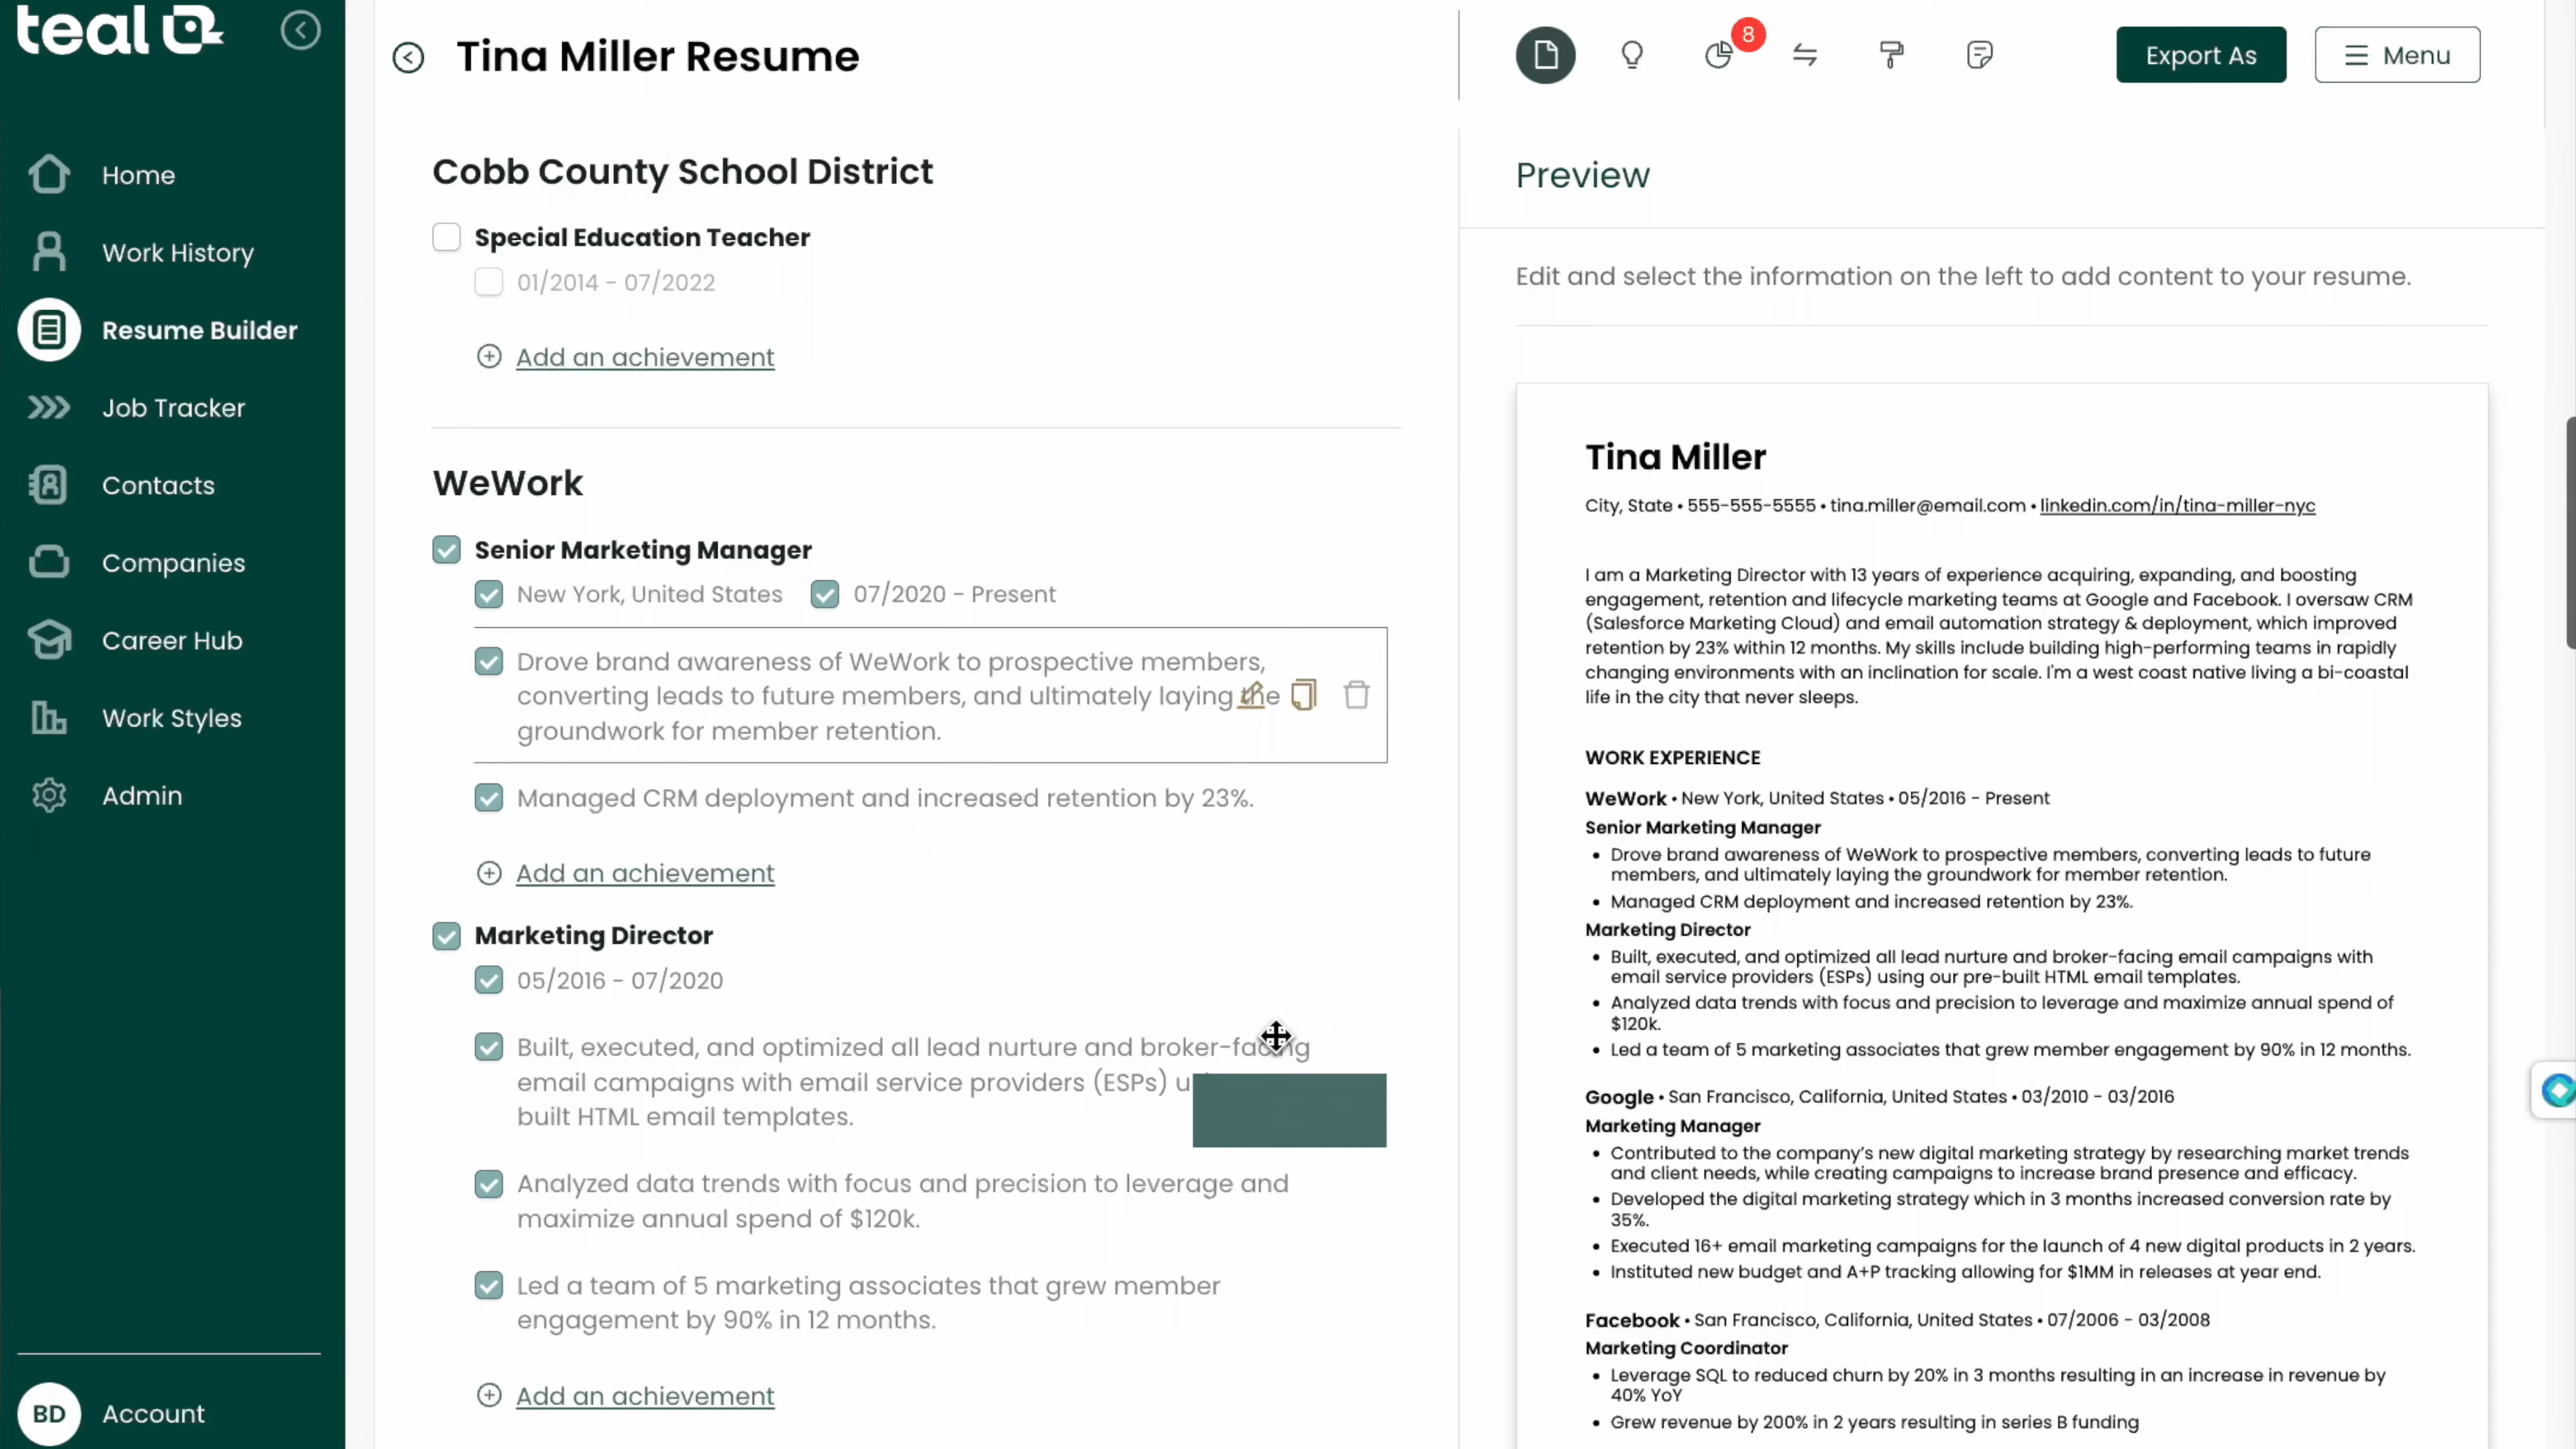 teal
Home
Work History
Resume Builder
Job Tracker
Contacts
Companies
Career Hub
Work Styles
Admin
BD
Account
Tina Miller Resume
Cobb County School District
Special Education Teacher
01/2014 - 07/2022
Add an achievement
WeWork
Senior Marketing Manager
New York, United States
07/2020 - Present
Drove brand awareness of WeWork to prospective members,
converting leads to future members, and ultimately laying the
groundwork for member retention.
Managed CRM deployment and increased retention by 23%.
Add an achievement
Marketing Director
05/2016 - 07/2020
Built, executed, and optimized all lead nurture and broker-facing
email campaigns with email service providers (ESPs)
built HTML email templates.
Analyzed data trends with focus and precision to leverage and
maximize annual spend of $120k.
Led a team of 5 marketing associates that grew member
engagement by 90% in 12 months.
Add an achievement
8
Export As
Menu
Preview
Edit and select the information on the left to add content to your resume.
Tina Miller
City, State • 555-555-5555 • tina.miller@email.com • linkedin.com/in/tina-miller-nyc
I am a Marketing Director with 13 years of experience acquiring, expanding, and boosting
engagement, retention and lifecycle marketing teams at Google and Facebook. I oversaw CRM
(Salesforce Marketing Cloud) and email automation strategy & deployment, which improved
retention by 23% within 12 months. My skills include building high-performing teams in rapidly
changing environments with an inclination for scale. I'm a west coast native living a bi-coastal
life in the city that never sleeps.
WORK EXPERIENCE
WeWork • New York, United States • 05/2016 - Present
Senior Marketing Manager
• Drove brand awareness of WeWork to prospective members, converting leads to future
members, and ultimately laying the groundwork for member retention.
• Managed CRM deployment and increased retention by 23%.
Marketing Director
• Built, executed, and optimized all lead nurture and broker-facing email campaigns with
email service providers (ESPs) using our pre-built HTML email templates.
• Analyzed data trends with focus and precision to leverage and maximize annual spend of
$120k.
• Led a team of 5 marketing associates that grew member engagement by 90% in 12 months.
Google • San Francisco, California, United States • 03/2010 - 03/2016
Marketing Manager
• Contributed to the company's new digital marketing strategy by researching market trends
and client needs, while creating campaigns to increase brand presence and efficacy.
• Developed the digital marketing strategy which in 3 months increased conversion rate by
35%.
• Executed 16+ email marketing campaigns for the launch of 4 new digital products in 2 years.
• Instituted new budget and A+P tracking allowing for $1MM in releases at year end.
Facebook • San Francisco, California, United States • 07/2006 - 03/2008
Marketing Coordinator
• Leverage SQL to reduced churn by 20% in 3 months resulting in an increase in revenue by
40% YoY
• Grew revenue by 200% in 2 years resulting in series B funding